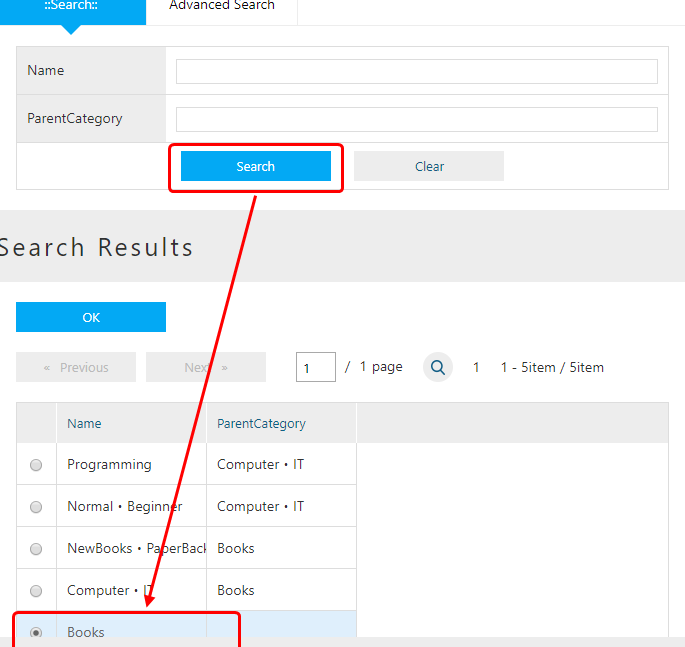 ::Search:: Advanced Search
Name
ParentCategory
Search Clear
Search Results
OK
« Previous Next » 1 / 1 page 1 1 - 5item / 5item
Name ParentCategory
Programming Computer・IT
Normal・Beginner Computer・IT
NewBooks・PaperBack Books
Computer・IT Books
Books